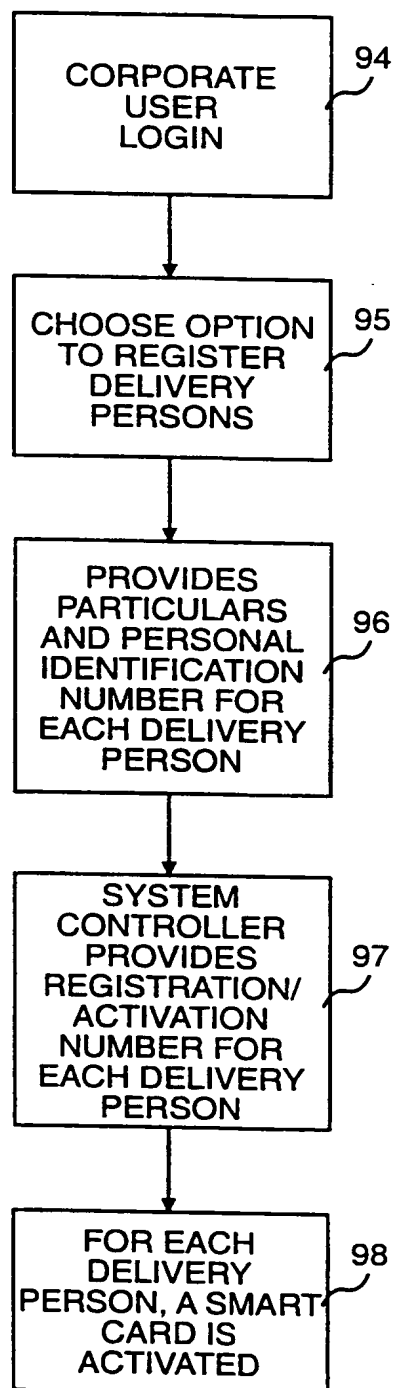 CORPORATE
USER
LOGIN
94
CHOOSE OPTION
TO REGISTER
DELIVERY
PERSONS
95
PROVIDES
PARTICULARS
AND PERSONAL
IDENTIFICATION
NUMBER FOR
EACH DELIVERY
PERSON
96
SYSTEM
CONTROLLER
PROVIDES
REGISTRATION/
ACTIVATION
NUMBER FOR
EACH DELIVERY
PERSON
97
FOR EACH
DELIVERY
PERSON, A SMART
CARD IS
ACTIVATED
98